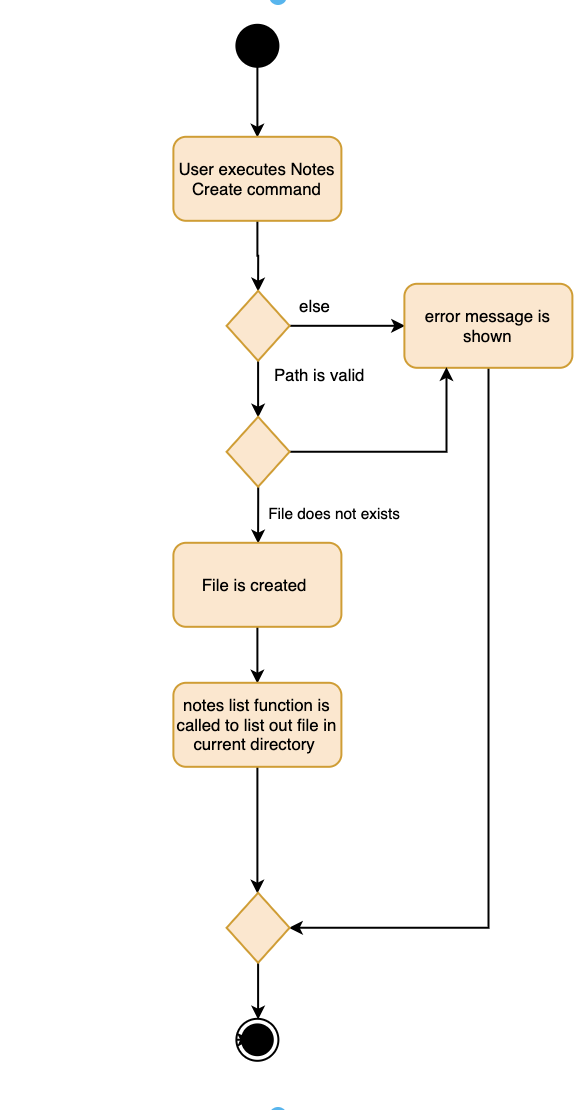 User executes Notes
Create command
else
error message is
shown
Path is valid
File does not exists
File is created
notes list function is
called to list out file in
current directory